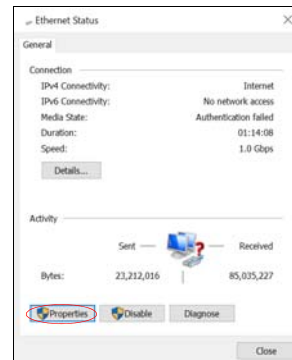 Ethernet Status
General
Connection
IPv4 Connectivity: Internet
IPv6 Connectivity: No network access
Media State: Authentication failed
Duration: 01:14:08
Speed: 1.0 Gbps
Details...
Activity
Sent Received
Bytes: 23,212,016 85,035,227
Properties Disable Diagnose
Close